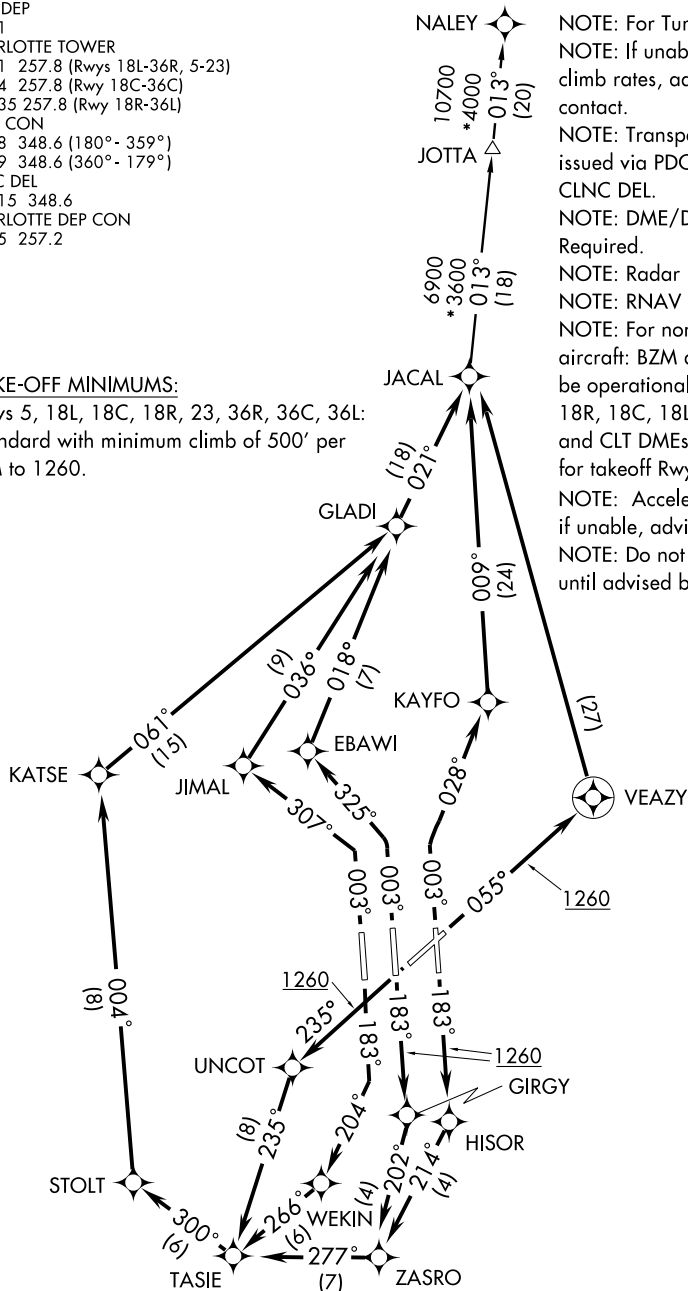 DEP
1
RLOTTE TOWER
1 257.8 (Rwys 18L-36R, 5-23)
4 257.8 (Rwy 18C-36C)
35 257.8 (Rwy 18R-36L)
CON
8 348.6 (180°- 359°)
9 348.6 (360°- 179°)
C DEL
15 348.6
RLOTTE DEP CON
5 257.2
KE-OFF MINIMUMS:
ys 5, 18L, 18C, 18R, 23, 36R, 36C, 36L:
andard with minimum climb of 500' per
M to 1260.
NOTE: For Tur
NOTE: If unab
climb rates, ad
contact.
NOTE: Transpo
issued via PDC
CLNC DEL.
NOTE: DME/D
Required.
NOTE: Radar
NOTE: RNAV
NOTE: For non
aircraft: BZM a
be operational
18R, 18C, 18L
and CLT DMEs
for takeoff Rwy
NOTE: Accele
if unable, advi
NOTE: Do not
until advised b
NALEY
10700
*4000
013°
(20)
JOTTA
6900
*3600
013°
(18)
JACAL
(18)
021°
GLADI
009°
(24)
(9)
036°
018°
(7)
061°
(15)
KAYFO
(27)
EBAWI
KATSE
JIMAL
VEAZY
028°
325°
307°
003°
003°
003°
055°
1260
1260
235°
183°
183°
183°
004°
(8)
1260
UNCOT
GIRGY
HISOR
(8)
235°
204°
202°
(4)
214°
(4)
STOLT
WEKIN
266°
(6)
300°
(6)
277°
(7)
TASIE
ZASRO